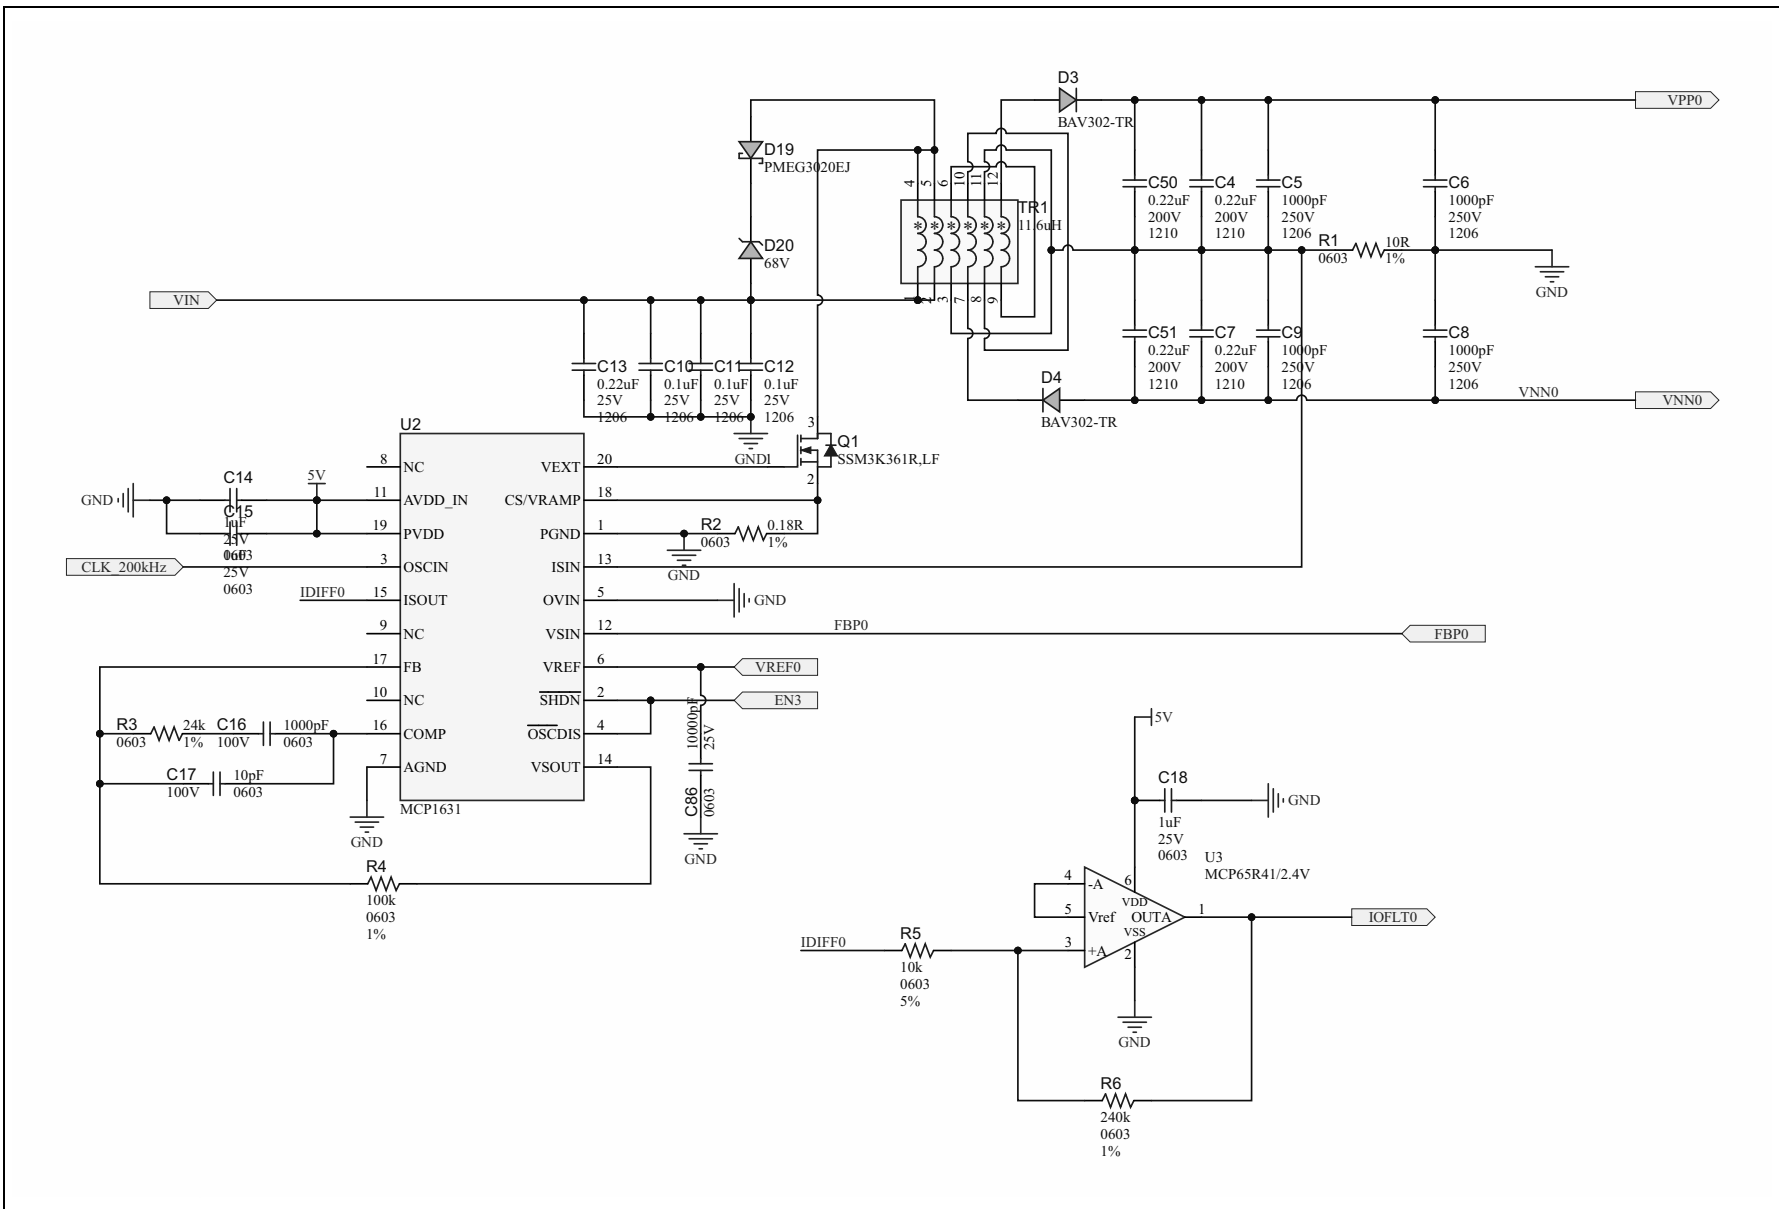 D3
BAV302-TR
VPP0
D19
PMEG3020EJ
D20
68V
4
5
6
10
11
12
TR1
11.6uH
* * * * * *
1
2
3
7
8
9
C50
0.22uF
200V
1210
C4
0.22uF
200V
1210
C5
1000pF
250V
1206
C6
1000pF
250V
1206
R1
0603
10R
1%
GND
VIN
C51
0.22uF
200V
1210
C7
0.22uF
200V
1210
C9
1000pF
250V
1206
C8
1000pF
250V
1206
D4
BAV302-TR
VNN0
VNN0
C13
0.22uF
25V
1206
C10
0.1uF
25V
1206
C11
0.1uF
25V
1206
C12
0.1uF
25V
1206
GNDI
3
Q1
SSM3K361R,LF
2
U2
8 NC
11 AVDD_IN
19 PVDD
3 OSCIN
15 ISOUT
9 NC
17 FB
10 NC
16 COMP
7 AGND
VEXT 20
CS/VRAMP 18
PGND 1
ISIN 13
OVIN 5
VSIN 12
VREF 6
SHDN 2
OSCDIS 4
VSOUT 14
MCP1631
GND
C14
1uF
25V
0603
5V
C15
1uF
25V
0603
CLK_200kHz
IDIFF0
R2
0603
0.18R
1%
GND
GND
FBP0
FBP0
VREF0
EN3
10000pF
25V
C86
0603
GND
R3
0603
24k
1%
C16
100V
1000pF
0603
C17
100V
10pF
0603
GND
R4
100k
0603
1%
5V
C18
1uF
25V
0603
GND
U3
MCP65R41/2.4V
4 -A
5 Vref
3 +A
6
VDD
OUTA 1
VSS
2
GND
IOFLT0
IDIFF0
R5
10k
0603
5%
R6
240k
0603
1%